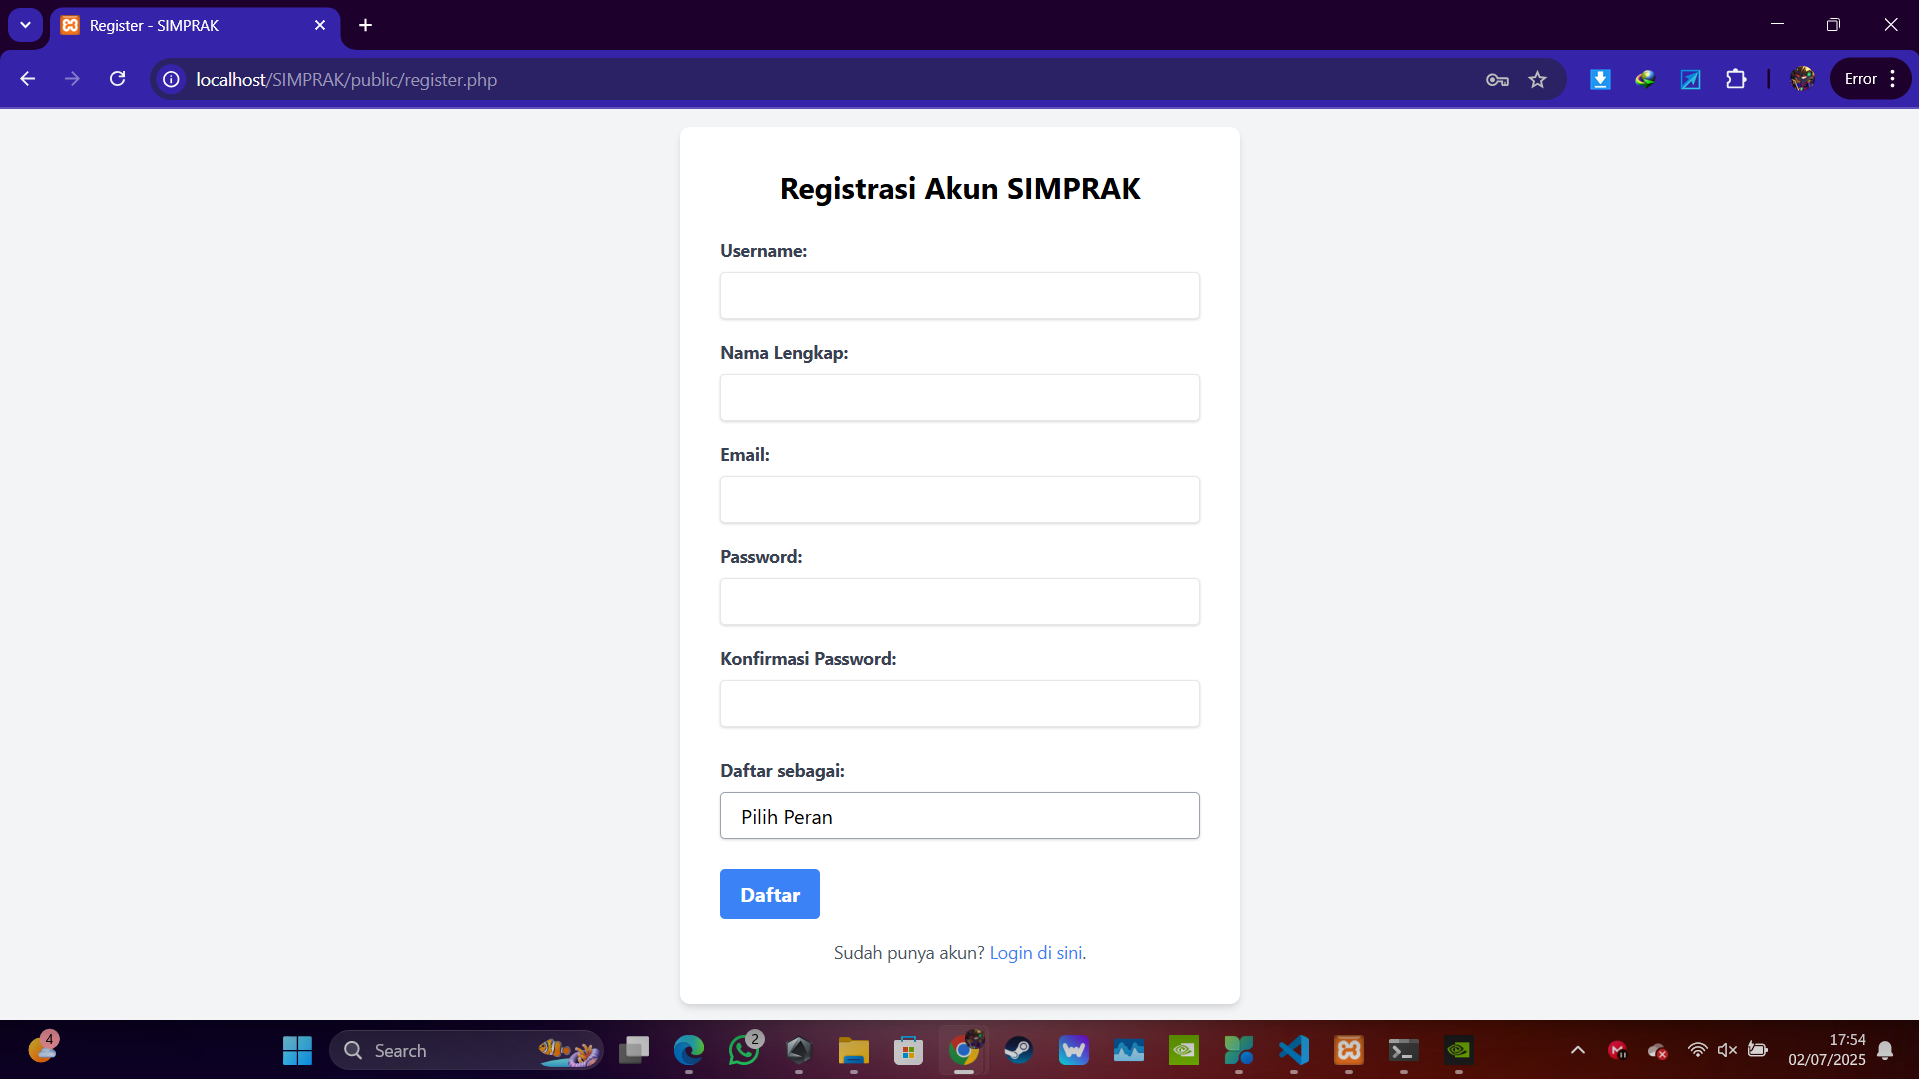 Register - SIMPRAK
localhost/SIMPRAK/public/register.php
Error
Registrasi Akun SIMPRAK
Username:
Nama Lengkap:
Email:
Password:
Konfirmasi Password:
Daftar sebagai:
Pilih Peran
Daftar
Sudah punya akun? Login di sini.
4
Search
2
17:54
02/07/2025